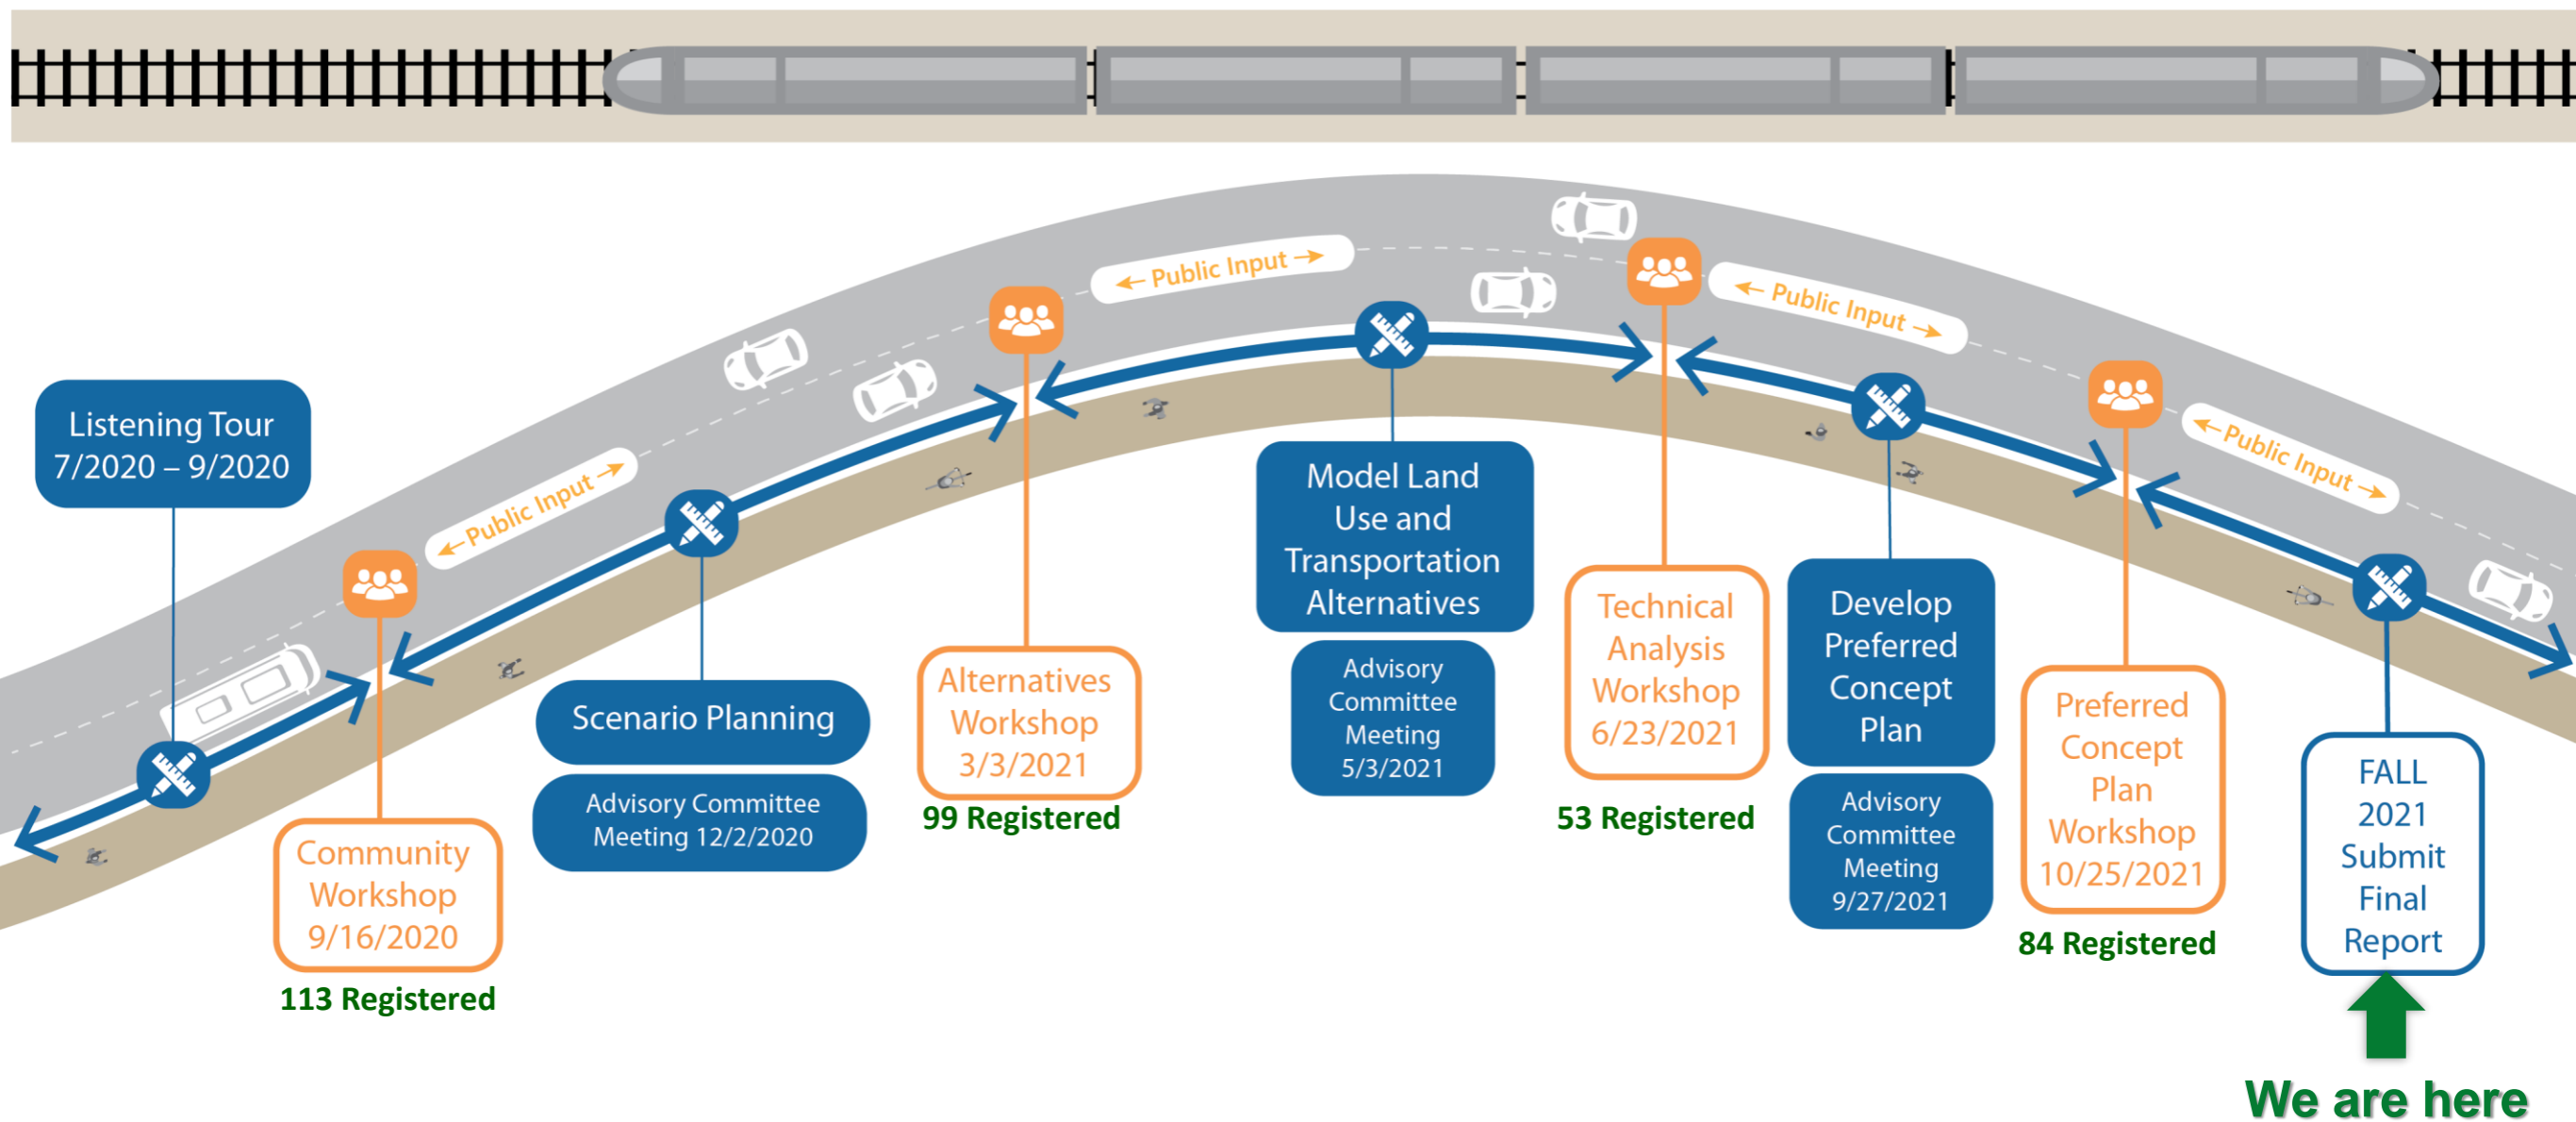 Listening Tour
7/2020 – 9/2020
← Public Input →
Community
Workshop
9/16/2020
113 Registered
Scenario Planning
Advisory Committee
Meeting 12/2/2020
Alternatives
Workshop
3/3/2021
99 Registered
← Public Input →
Model Land
Use and
Transportation
Alternatives
Advisory
Committee
Meeting
5/3/2021
Technical
Analysis
Workshop
6/23/2021
53 Registered
← Public Input →
Develop
Preferred
Concept
Plan
Advisory
Committee
Meeting
9/27/2021
Preferred
Concept
Plan
Workshop
10/25/2021
84 Registered
← Public Input →
FALL
2021
Submit
Final
Report
We are here